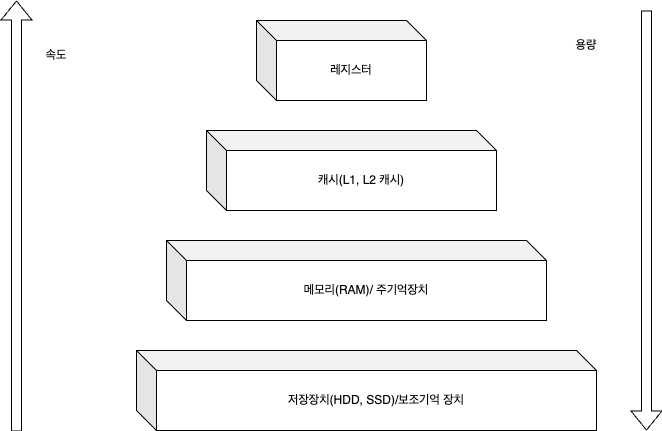 속도
용량
레지스터
캐시(L1, L2 캐시)
메모리(RAM)/ 주기억장치
저장장치(HDD, SSD)/보조기억 장치